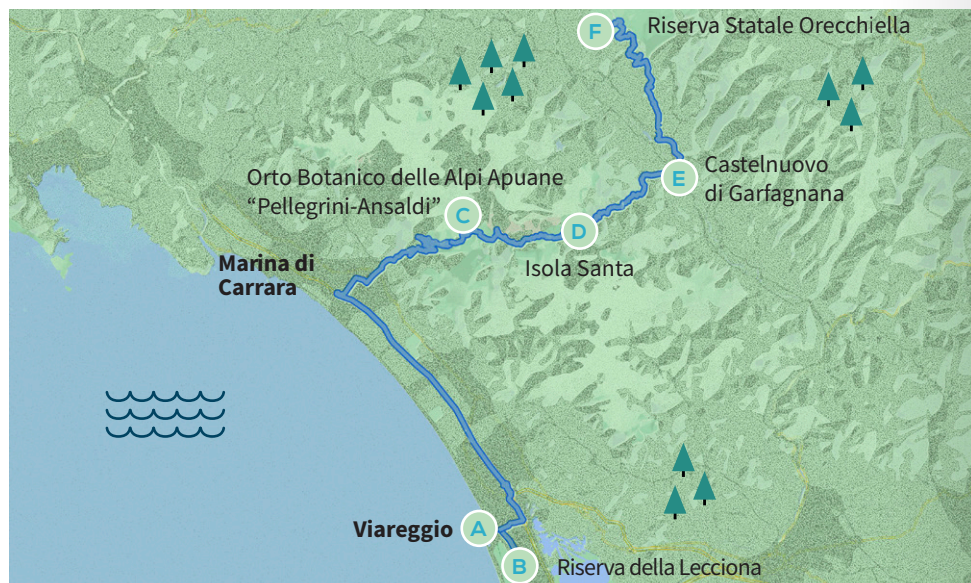 F
Riserva Statale Orecchiella
Orto Botanico delle Alpi Apuane
“Pellegrini-Ansaldi”
C
E
Castelnuovo
di Garfagnana
D
Isola Santa
Marina di
Carrara
Viareggio
A
B
Riserva della Lecciona